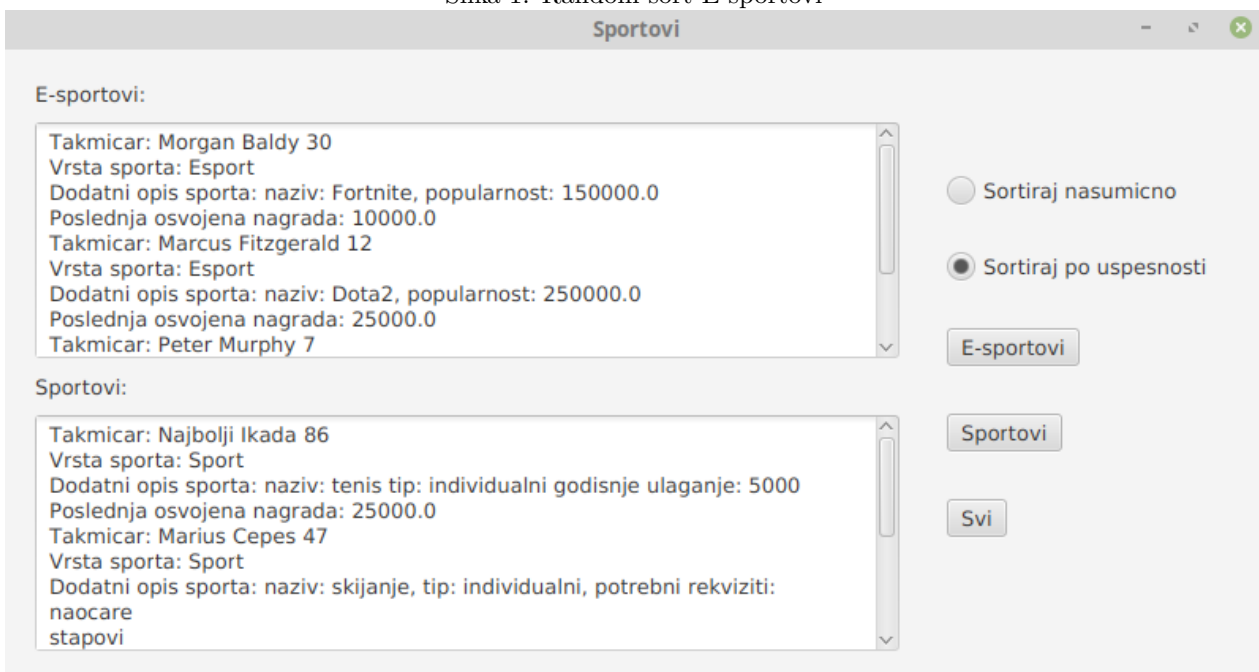 Slika 1: Random sort E-sportovi
Sportovi
E-sportovi:
Takmicar: Morgan Baldy 30
Vrsta sporta: Esport
Dodatni opis sporta: naziv: Fortnite, popularnost: 150000.0
Poslednja osvojena nagrada: 10000.0
Takmicar: Marcus Fitzgerald 12
Vrsta sporta: Esport
Dodatni opis sporta: naziv: Dota2, popularnost: 250000.0
Poslednja osvojena nagrada: 25000.0
Takmicar: Peter Murphy 7
Sportovi:
Takmicar: Najbolji Ikada 86
Vrsta sporta: Sport
Dodatni opis sporta: naziv: tenis tip: individualni godisnje ulaganje: 5000
Poslednja osvojena nagrada: 25000.0
Takmicar: Marius Cepes 47
Vrsta sporta: Sport
Dodatni opis sporta: naziv: skijanje, tip: individualni, potrebni rekviziti:
naocare
stapovi
Sortiraj nasumicno
Sortiraj po uspesnosti
E-sportovi
Sportovi
Svi